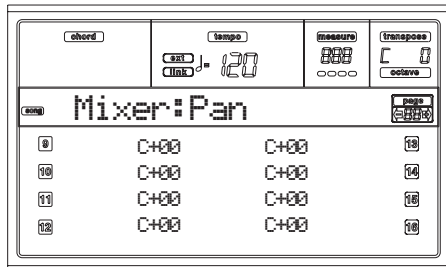 chord tempo measure transpose
ext ♩= 120 888 C 0
link octave
song Mixer:Pan page
88
9 C+00 C+00 13
10 C+00 C+00 14
11 C+00 C+00 15
12 C+00 C+00 16